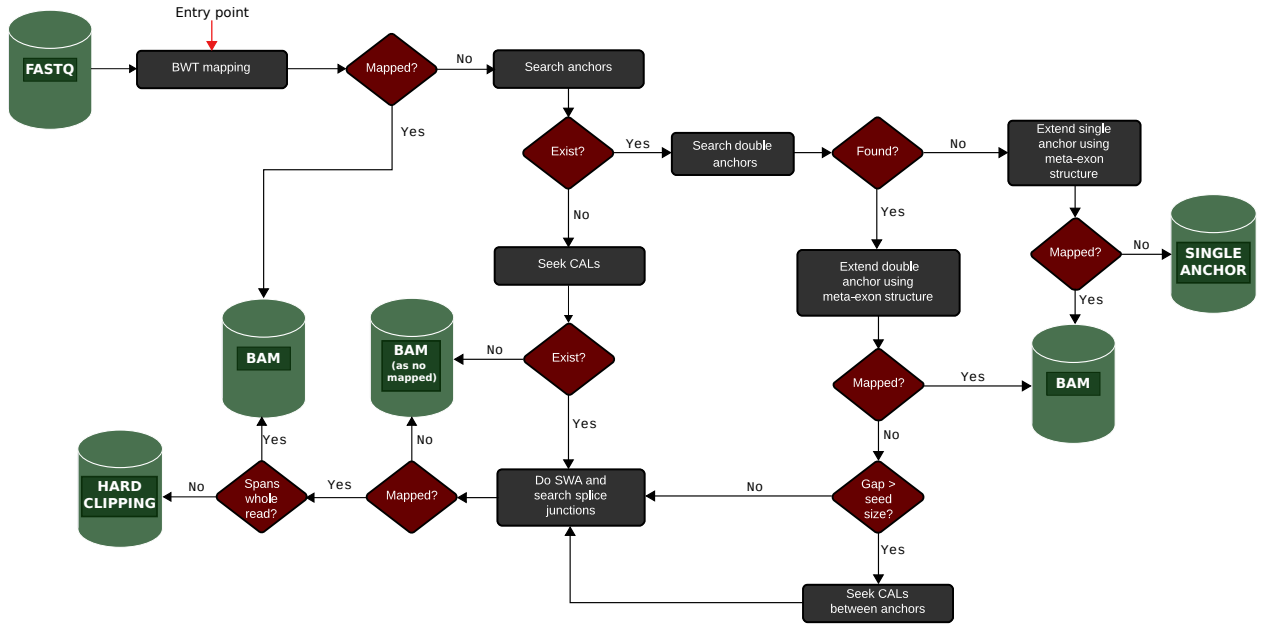 Entry point
FASTQ
BWT mapping
Mapped?
No
Search anchors
Yes
Exist?
Yes
Search double
anchors
Found?
No
Extend single
anchor using
meta-exon
structure
No
Yes
Seek CALs
Extend double
anchor using
meta-exon structure
Mapped?
No
SINGLE
ANCHOR
Yes
BAM
BAM
(as no
mapped)
No
Exist?
Mapped?
Yes
BAM
Yes
No
Yes
No
HARD
CLIPPING
No
Spans
whole
read?
Yes
Mapped?
Do SWA and
search splice
junctions
No
Gap >
seed
size?
Yes
Seek CALs
between anchors